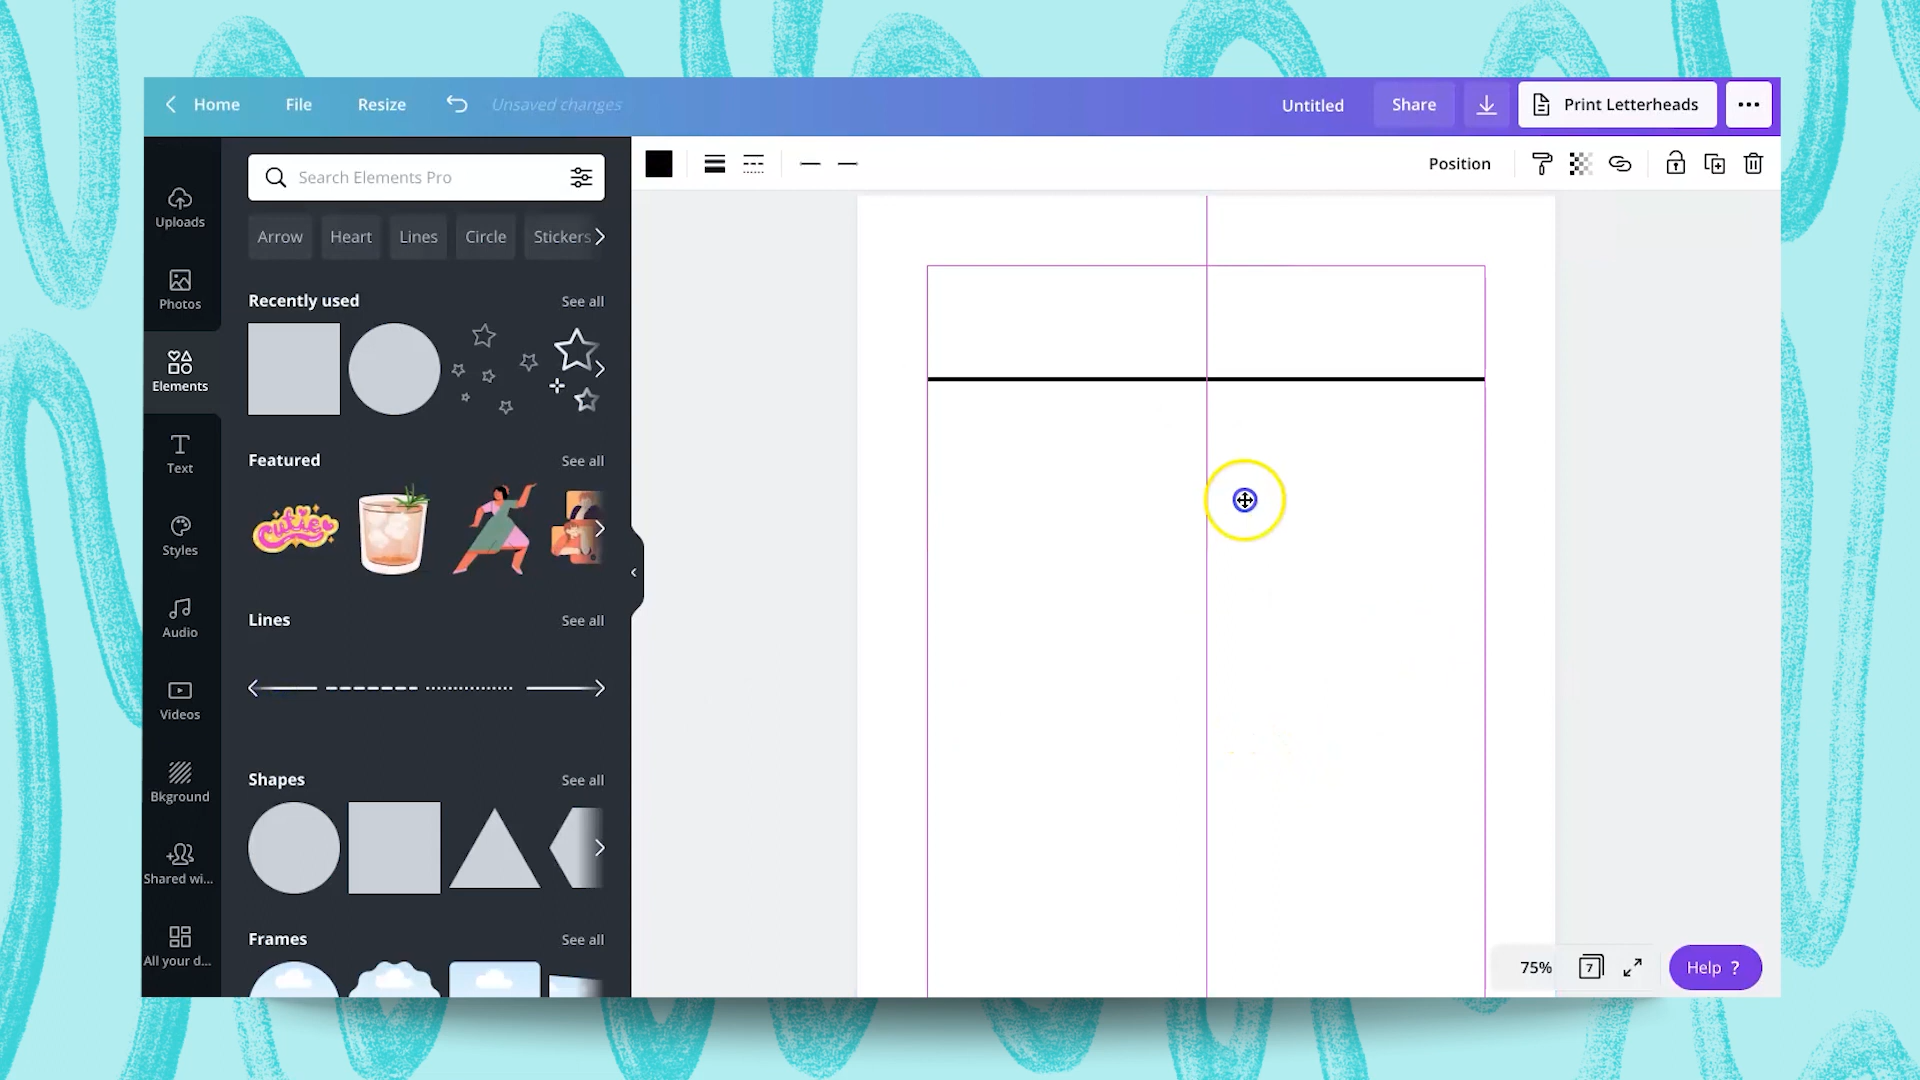 Home File Resize Unsaved changes Untitled Share Print Letterheads
Search Elements Pro
Position
Uploads
Arrow Heart Lines Circle Stickers
Photos
Recently used See all
Elements
Text
Featured See all
cutie
Styles
Audio
Lines See all
Videos
Bkground
Shapes See all
Shared wi...
All your d...
Frames See all
75% 7 Help ?